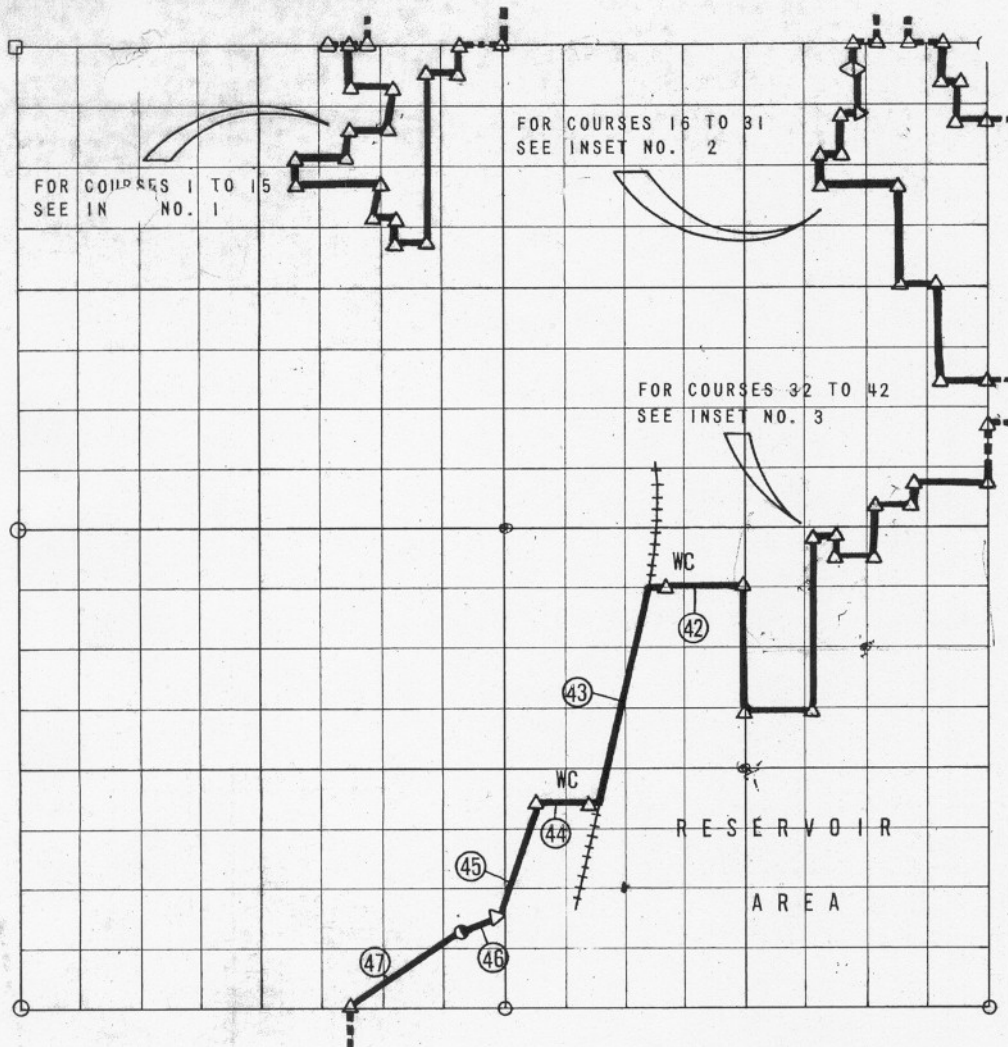 FOR COURSES 16 TO 31
SEE INSET NO. 2
FOR COURSES 1 TO 15
SEE IN NO. 1
FOR COURSES 32 TO 42
SEE INSET NO. 3
WC
42
43
WC
44
RESERVOIR
45
AREA
46
47